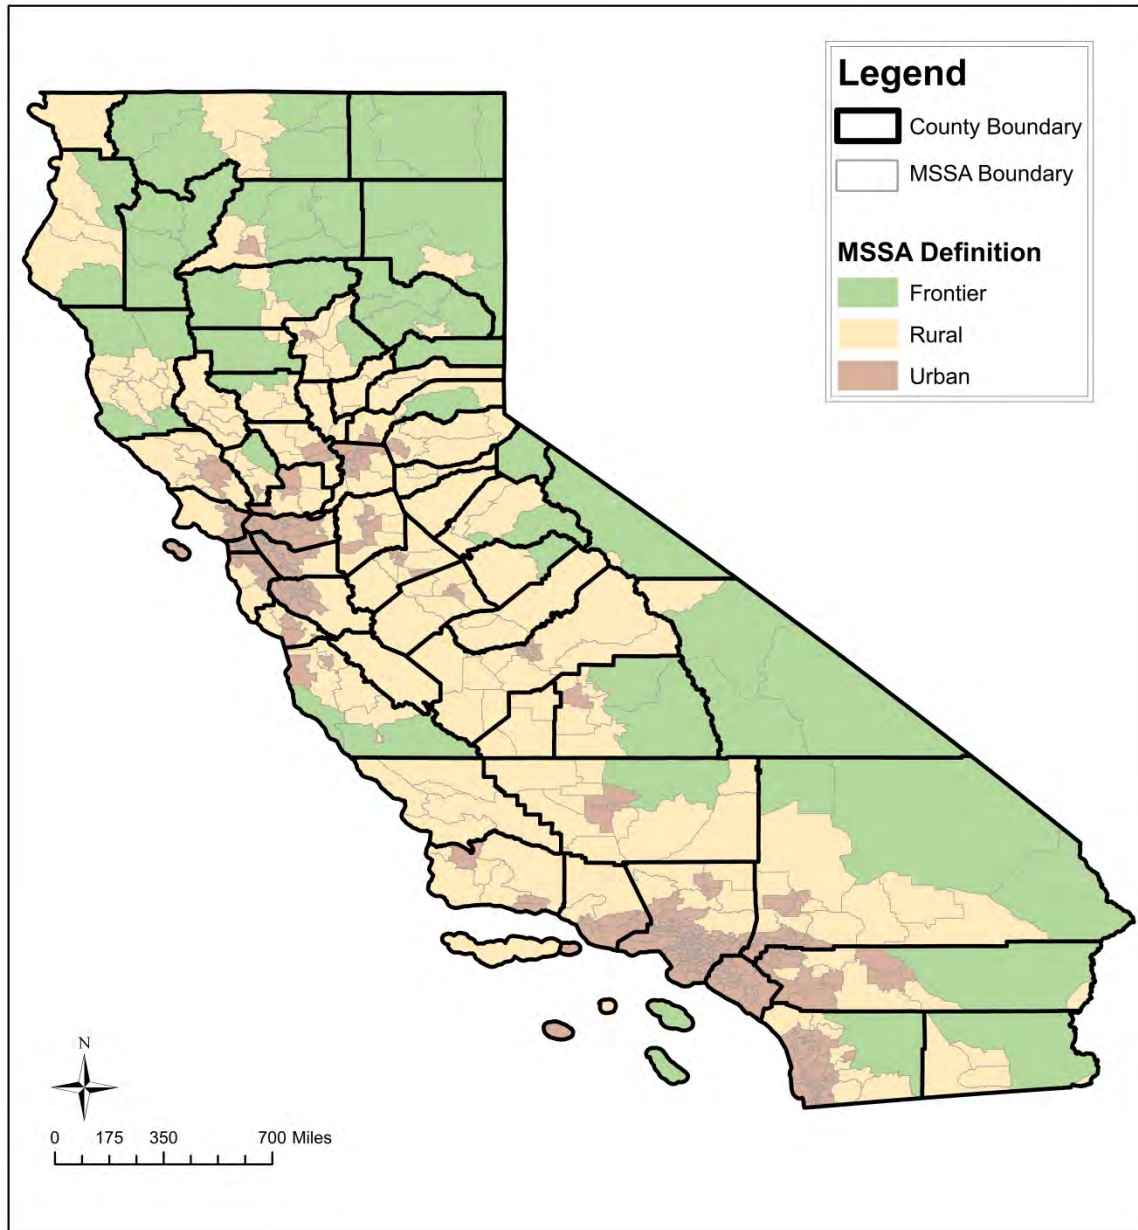 Legend
County Boundary
MSSA Boundary
MSSA Definition
Frontier
Rural
Urban
N
0 175 350 700 Miles